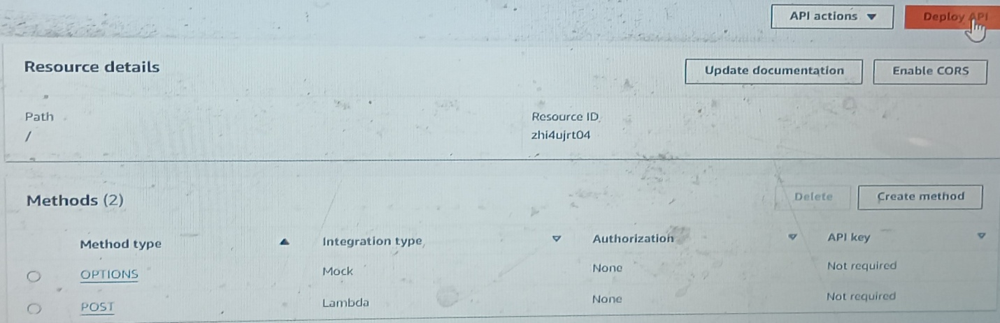 API actions Deploy API
Resource details Update documentation Enable CORS
Path Resource ID
/ zhi4ujrt04
Methods (2) Delete Create method
Method type Integration type Authorization API key
OPTIONS Mock None Not required
POST Lambda None Not required